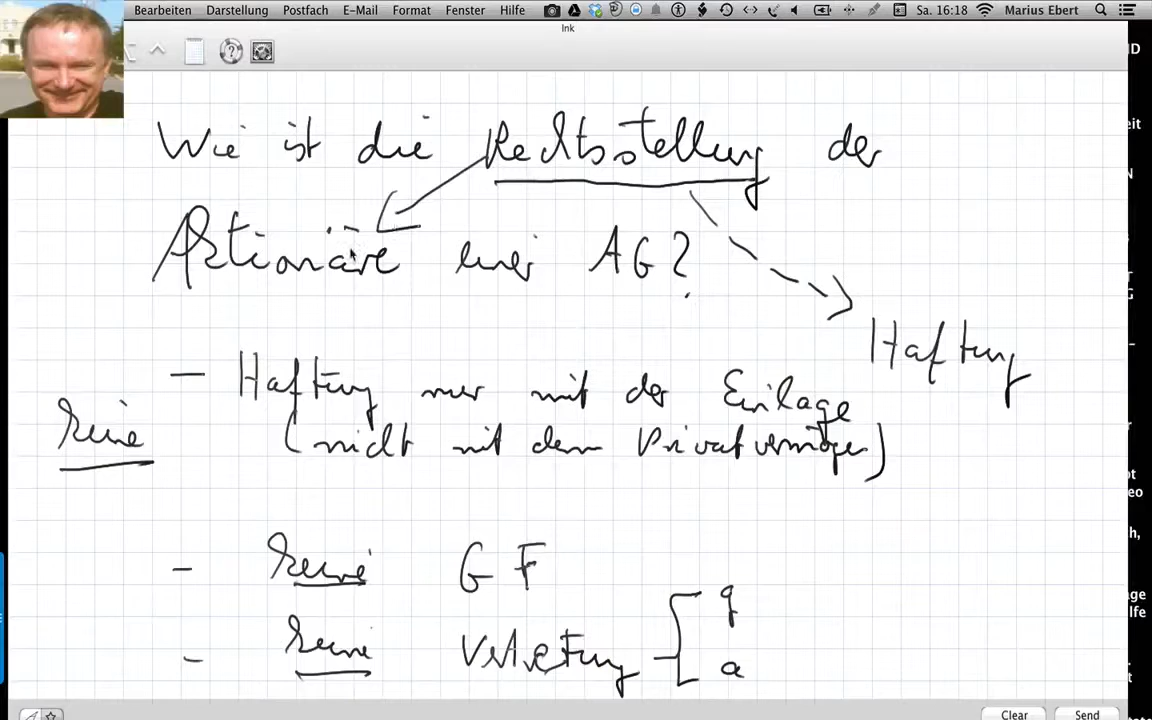 Bearbeiten Darstellung Postfach E-Mail Format Fenster Hilfe Sa. 16:18 Marius Ebert
Ink
Wie ist die Rechtsstellung der
Aktionäre einer AG?
Haftung
- Haftung nur mit der Einlage
keine (nicht mit dem Privatvermögen)
- keine GF
- keine Vertretung g
a
Clear Send